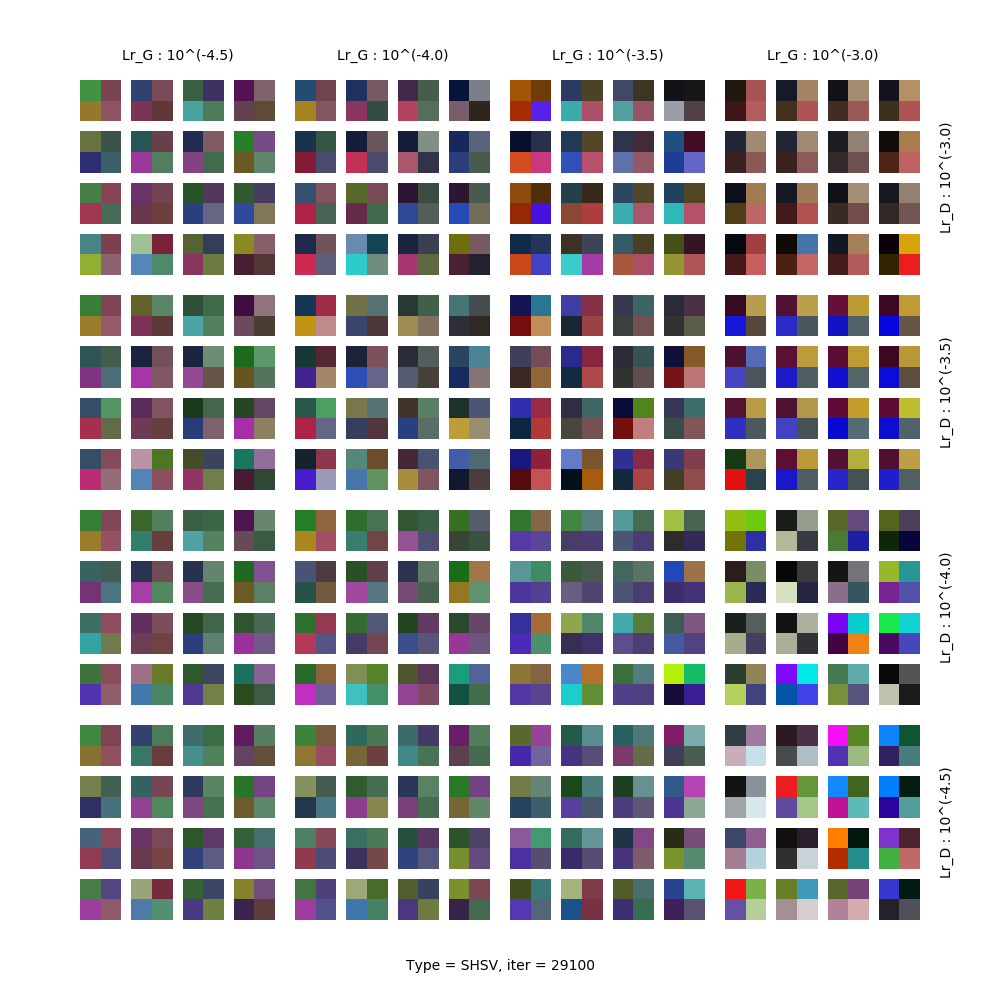 Lr_G : 10^(-4.5)
Lr_G : 10^(-4.0)
Lr_G : 10^(-3.5)
Lr_G : 10^(-3.0)
Lr_D : 10^(-3.0)
Lr_D : 10^(-3.5)
Lr_D : 10^(-4.0)
Lr_D : 10^(-4.5)
Type = SHSV, iter = 29100